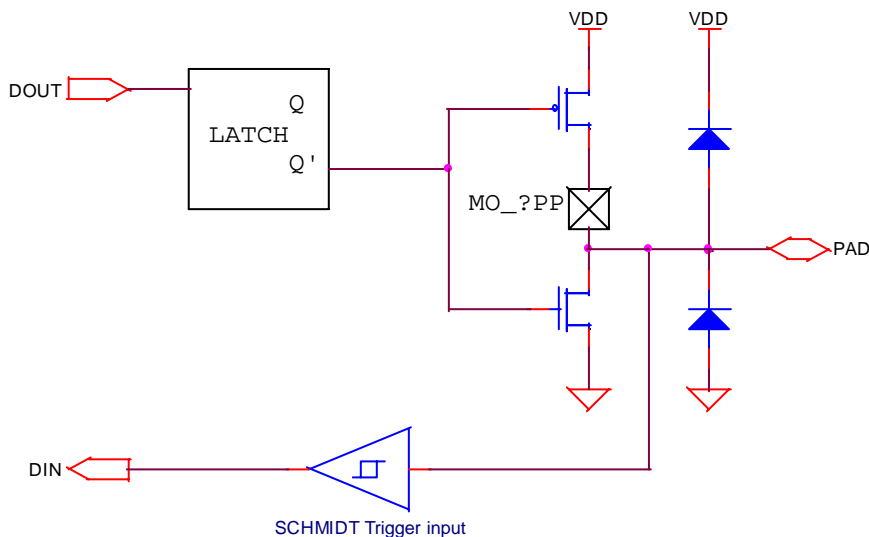 VDD
VDD
DOUT
Q
LATCH
Q'
MO_?PP
PAD
DIN
SCHMIDT Trigger input